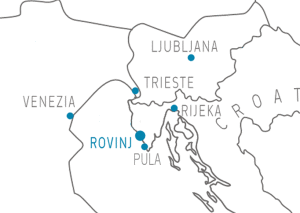 LJUBLJANA
TRIESTE
VENEZIA
RIJEKA
CROAT
ROVINJ
PULA